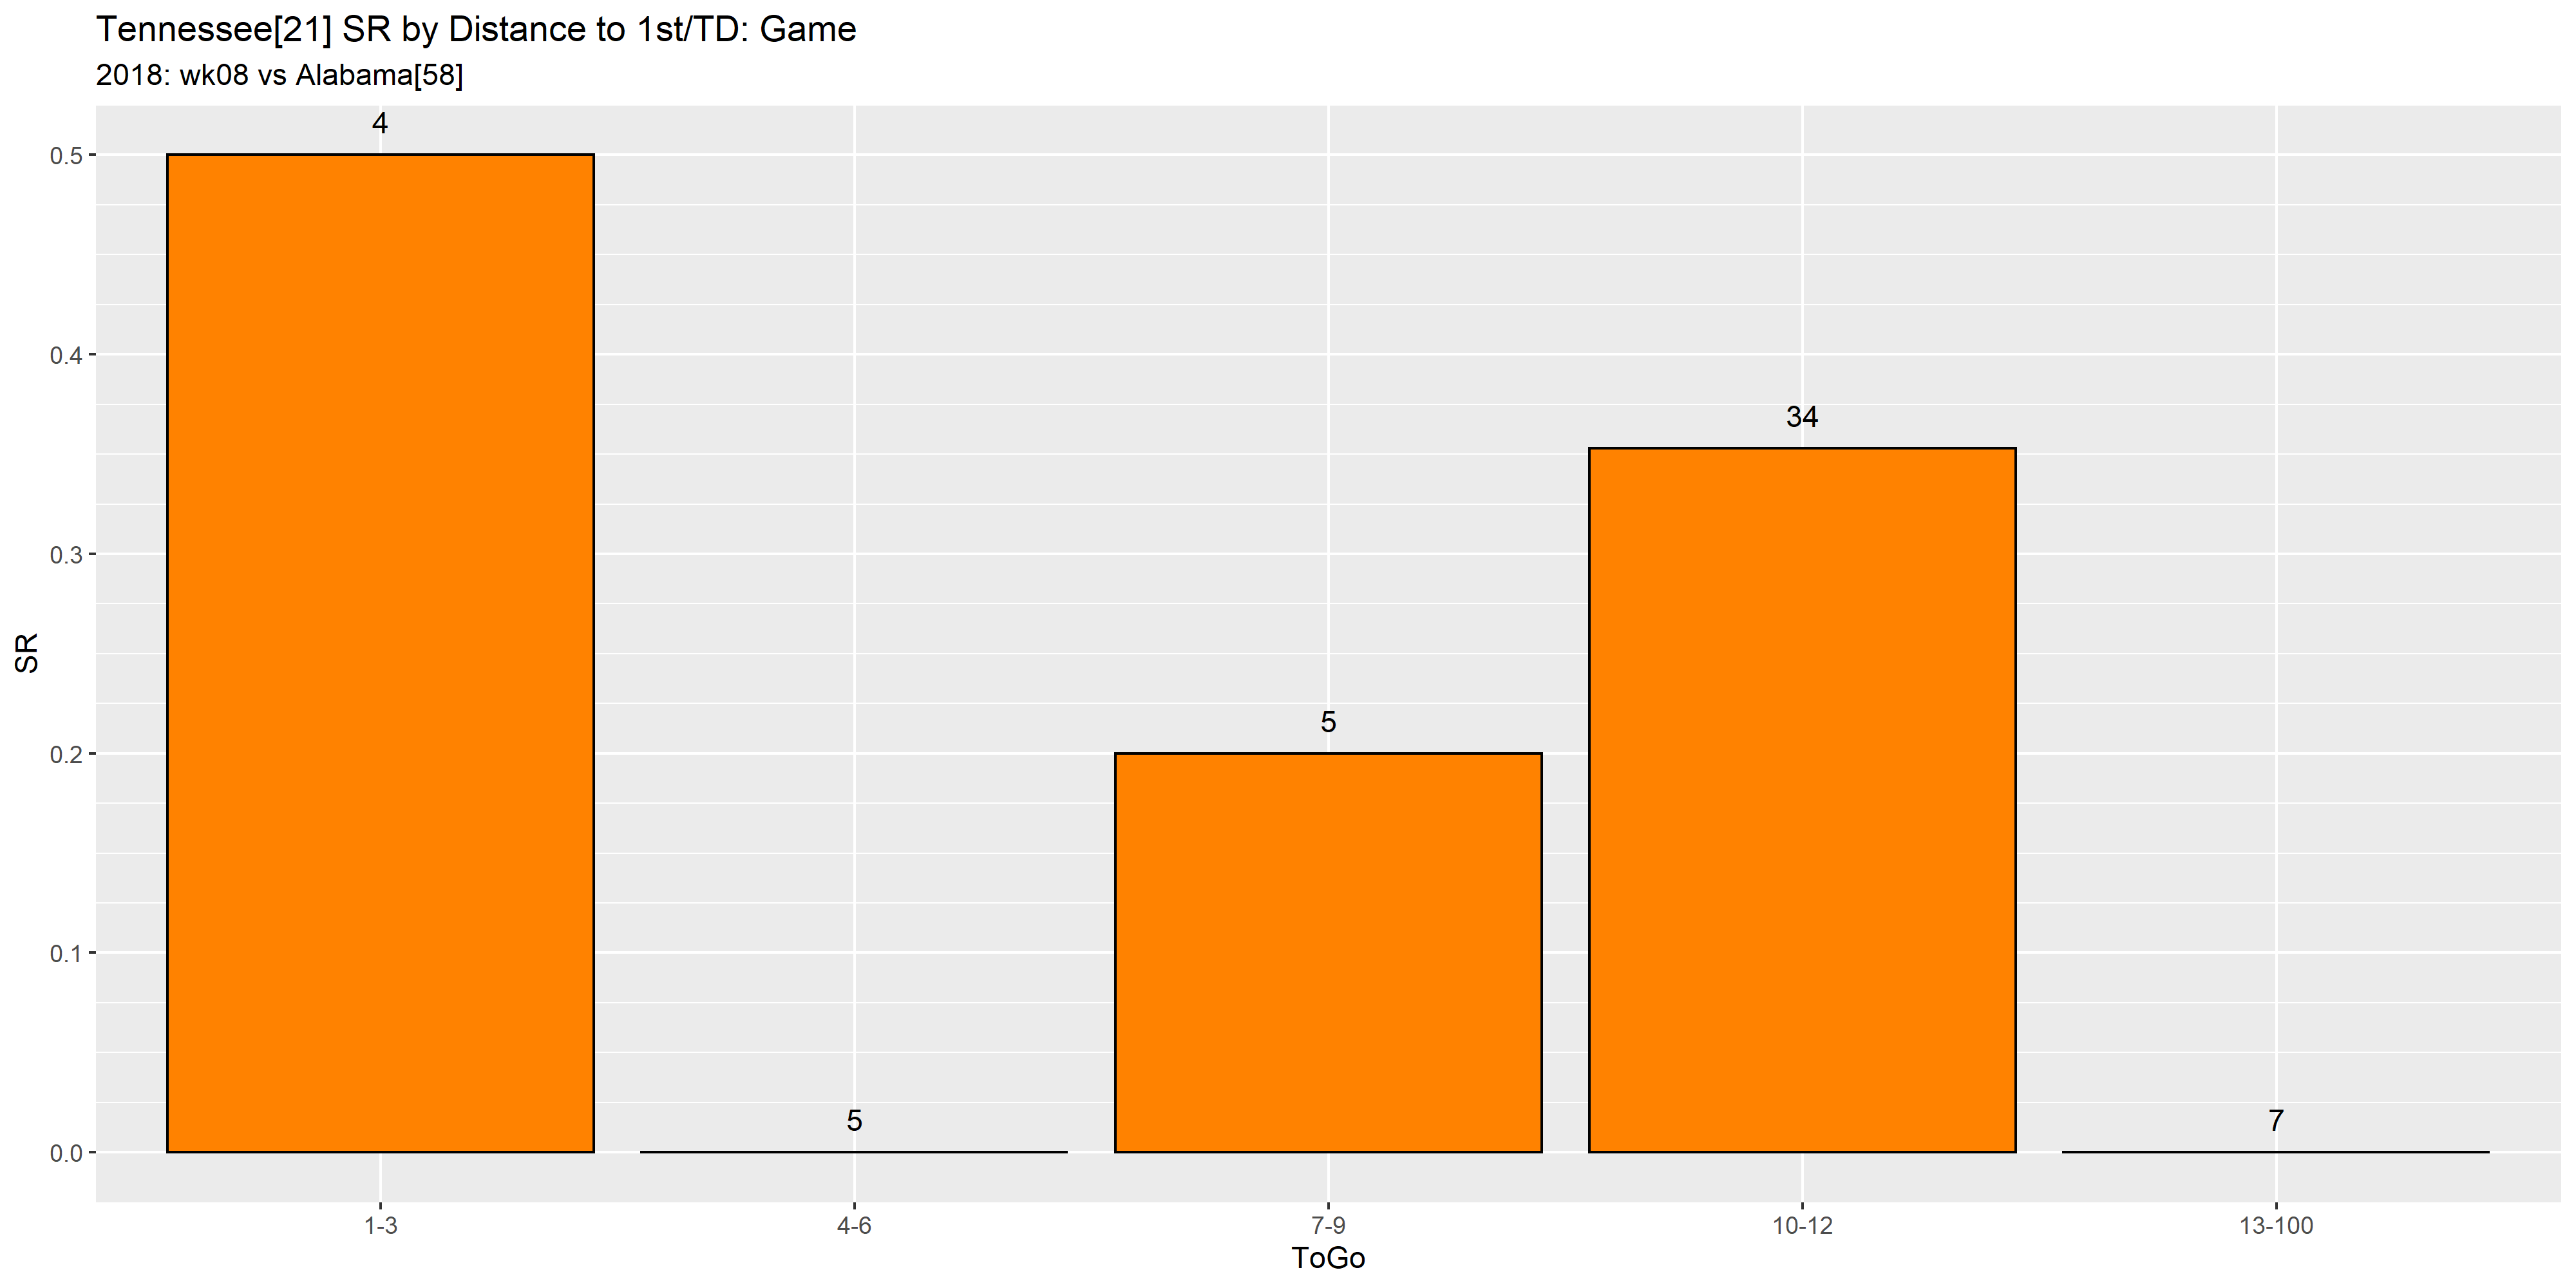 Tennessee[21] SR by Distance to 1st/TD: Game
2018: wk08 vs Alabama[58]
4
0.5
0.4
34
0.3
SR
5
0.2
0.1
5
7
0.0
1-3 4-6 7-9 10-12 13-100
ToGo